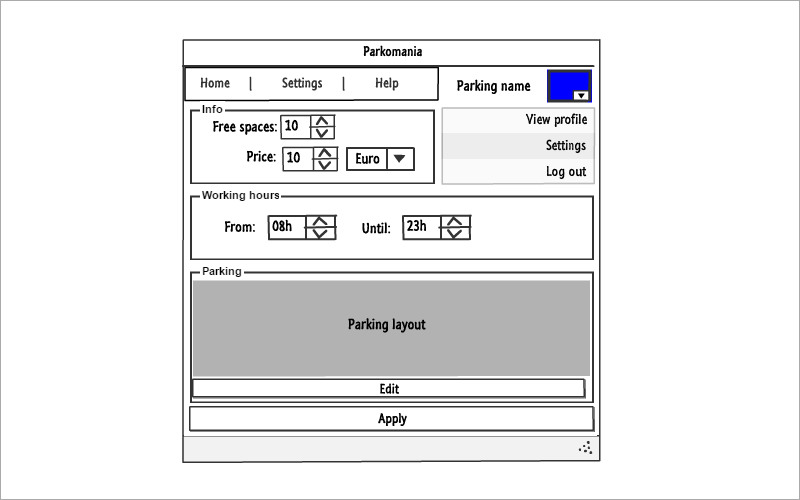 Parkomania
Home | Settings | Help
Parking name
Info
Free spaces: 10
Price: 10 Euro
View profile
Settings
Log out
Working hours
From: 08h Until: 23h
Parking
Parking layout
Edit
Apply